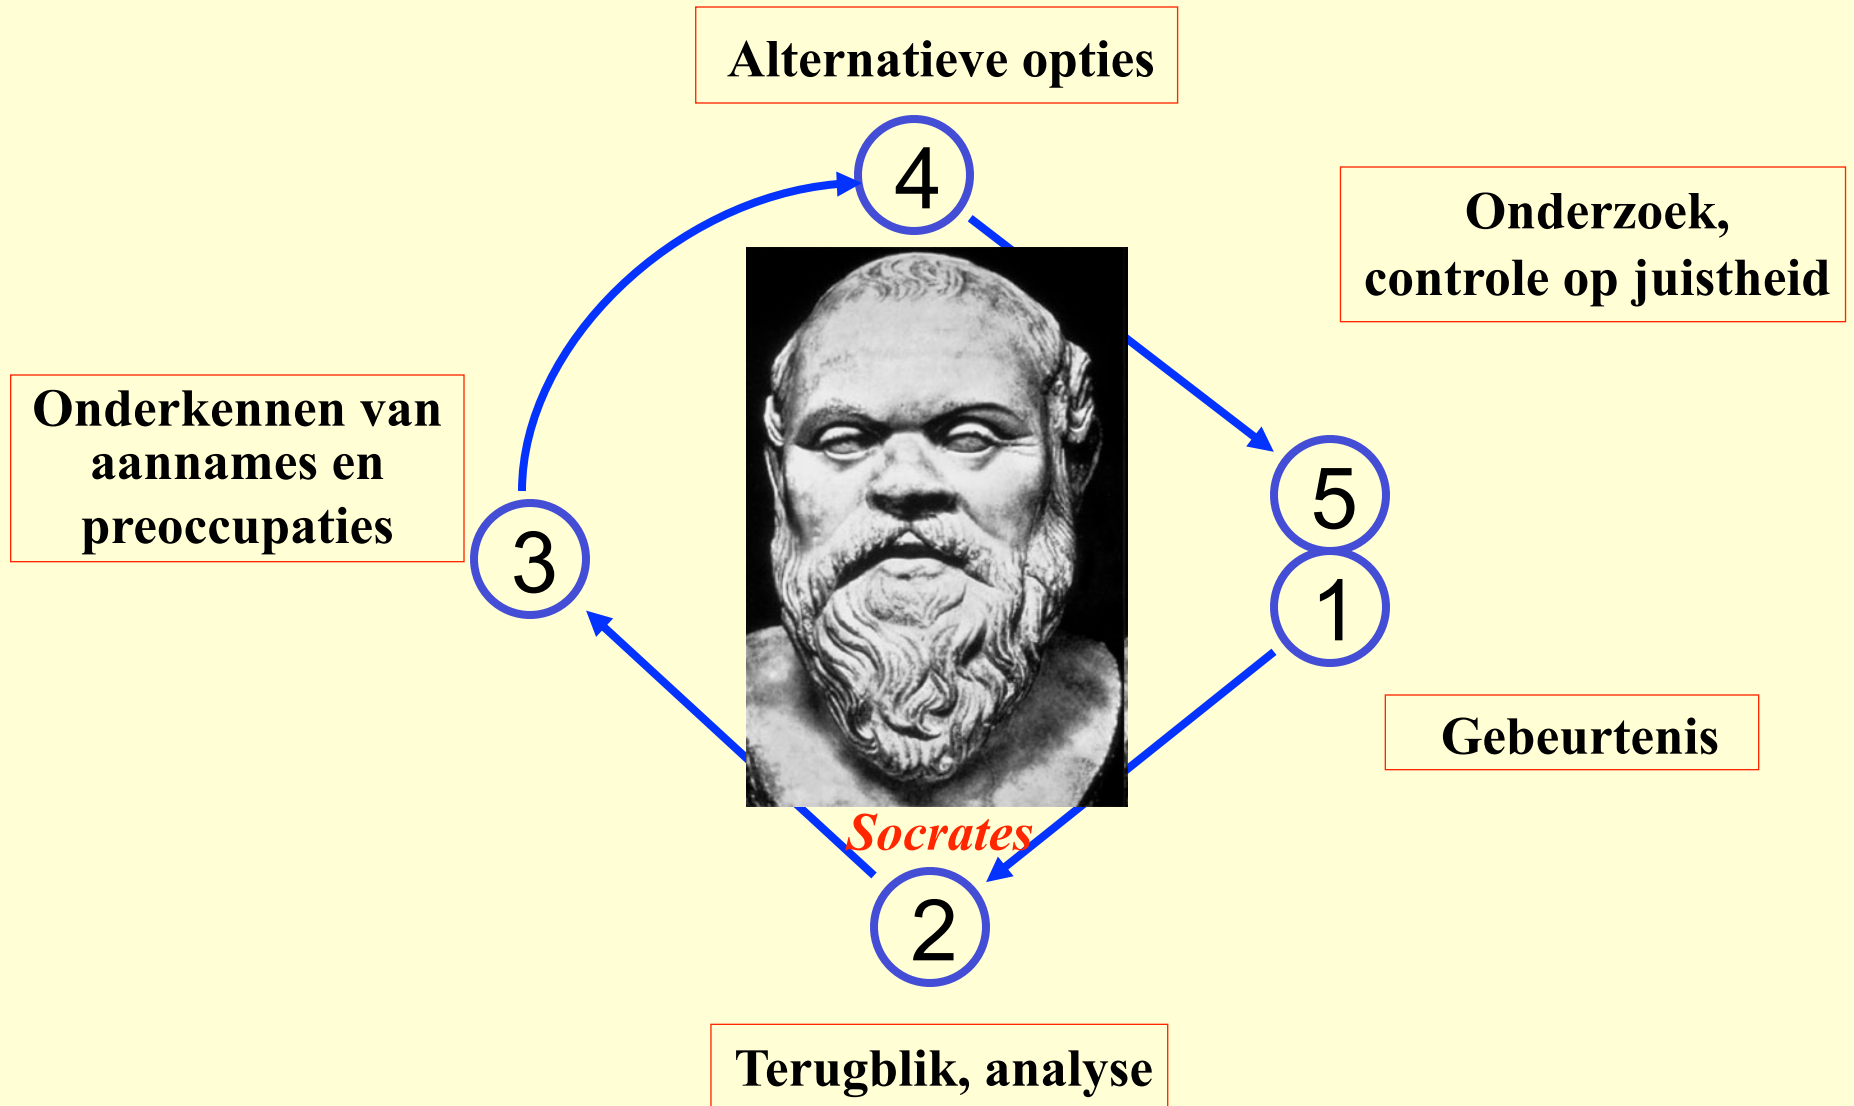 Alternatieve opties
4
Onderzoek,
controle op juistheid
Onderkennen van
aannames en
preoccupaties
3
5
1
Gebeurtenis
Socrates
2
Terugblik, analyse